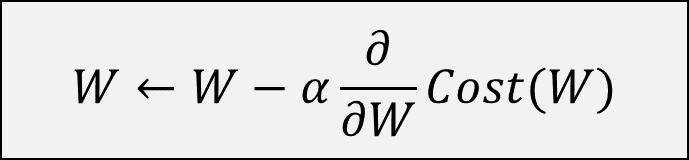 W ← W − α ∂/∂W Cost(W)